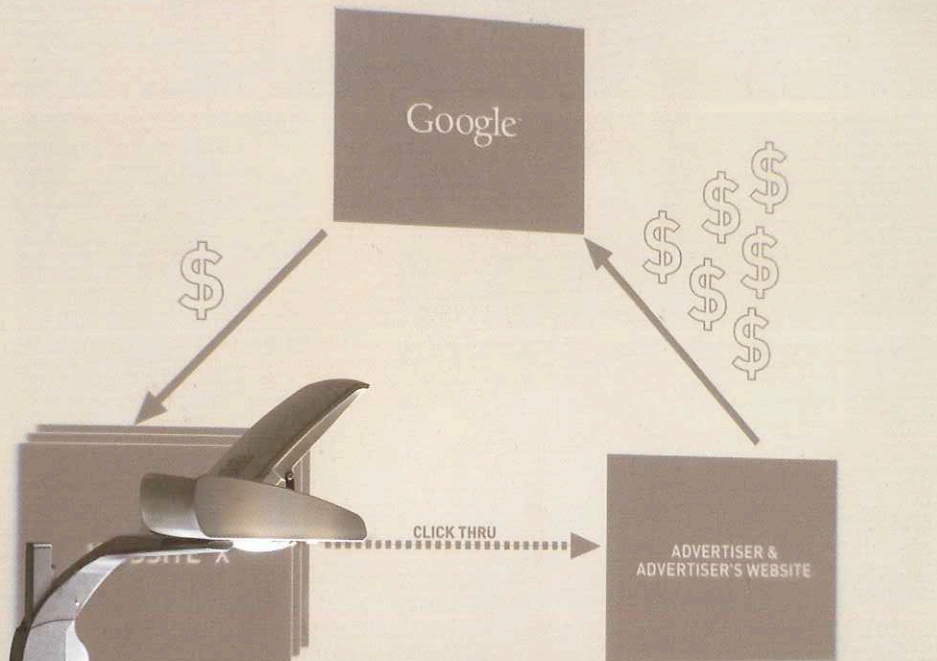 Google
$
$
$
$
$
$
$
CLICK THRU
X
ADVERTISER &
ADVERTISER'S WEBSITE